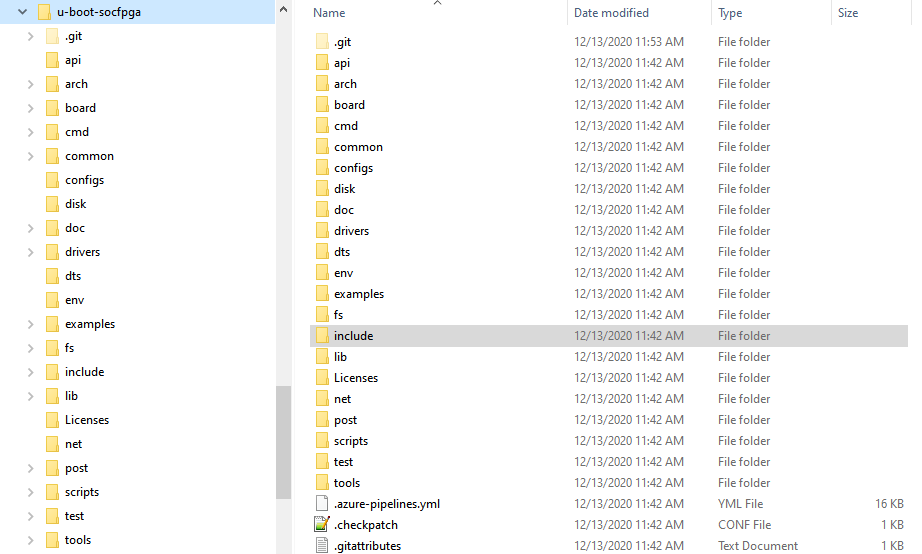 u-boot-socfpga
.git
api
arch
board
cmd
common
configs
disk
doc
drivers
dts
env
examples
fs
include
lib
Licenses
net
post
scripts
test
tools
Name Date modified Type Size
.git 12/13/2020 11:53 AM File folder
api 12/13/2020 11:42 AM File folder
arch 12/13/2020 11:42 AM File folder
board 12/13/2020 11:42 AM File folder
cmd 12/13/2020 11:42 AM File folder
common 12/13/2020 11:42 AM File folder
configs 12/13/2020 11:42 AM File folder
disk 12/13/2020 11:42 AM File folder
doc 12/13/2020 11:42 AM File folder
drivers 12/13/2020 11:42 AM File folder
dts 12/13/2020 11:42 AM File folder
env 12/13/2020 11:42 AM File folder
examples 12/13/2020 11:42 AM File folder
fs 12/13/2020 11:42 AM File folder
include 12/13/2020 11:42 AM File folder
lib 12/13/2020 11:42 AM File folder
Licenses 12/13/2020 11:42 AM File folder
net 12/13/2020 11:42 AM File folder
post 12/13/2020 11:42 AM File folder
scripts 12/13/2020 11:42 AM File folder
test 12/13/2020 11:42 AM File folder
tools 12/13/2020 11:42 AM File folder
.azure-pipelines.yml 12/13/2020 11:42 AM YML File 16 KB
.checkpatch 12/13/2020 11:42 AM CONF File 1 KB
.gitattributes 12/13/2020 11:42 AM Text Document 1 KB